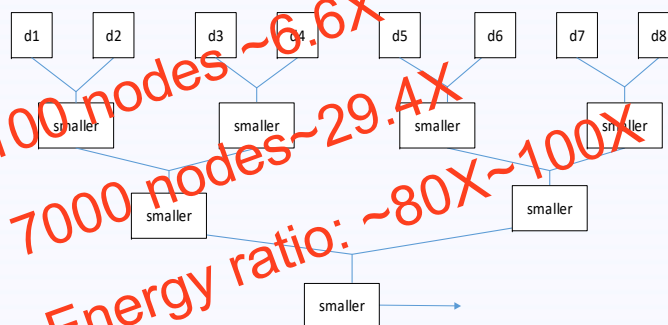 d1 d2 d3 d4 d5 d6 d7 d8
smaller smaller smaller smaller
smaller smaller
smaller
100 nodes ~6.6X
7000 nodes~29.4X
Energy ratio: ~80X~100X